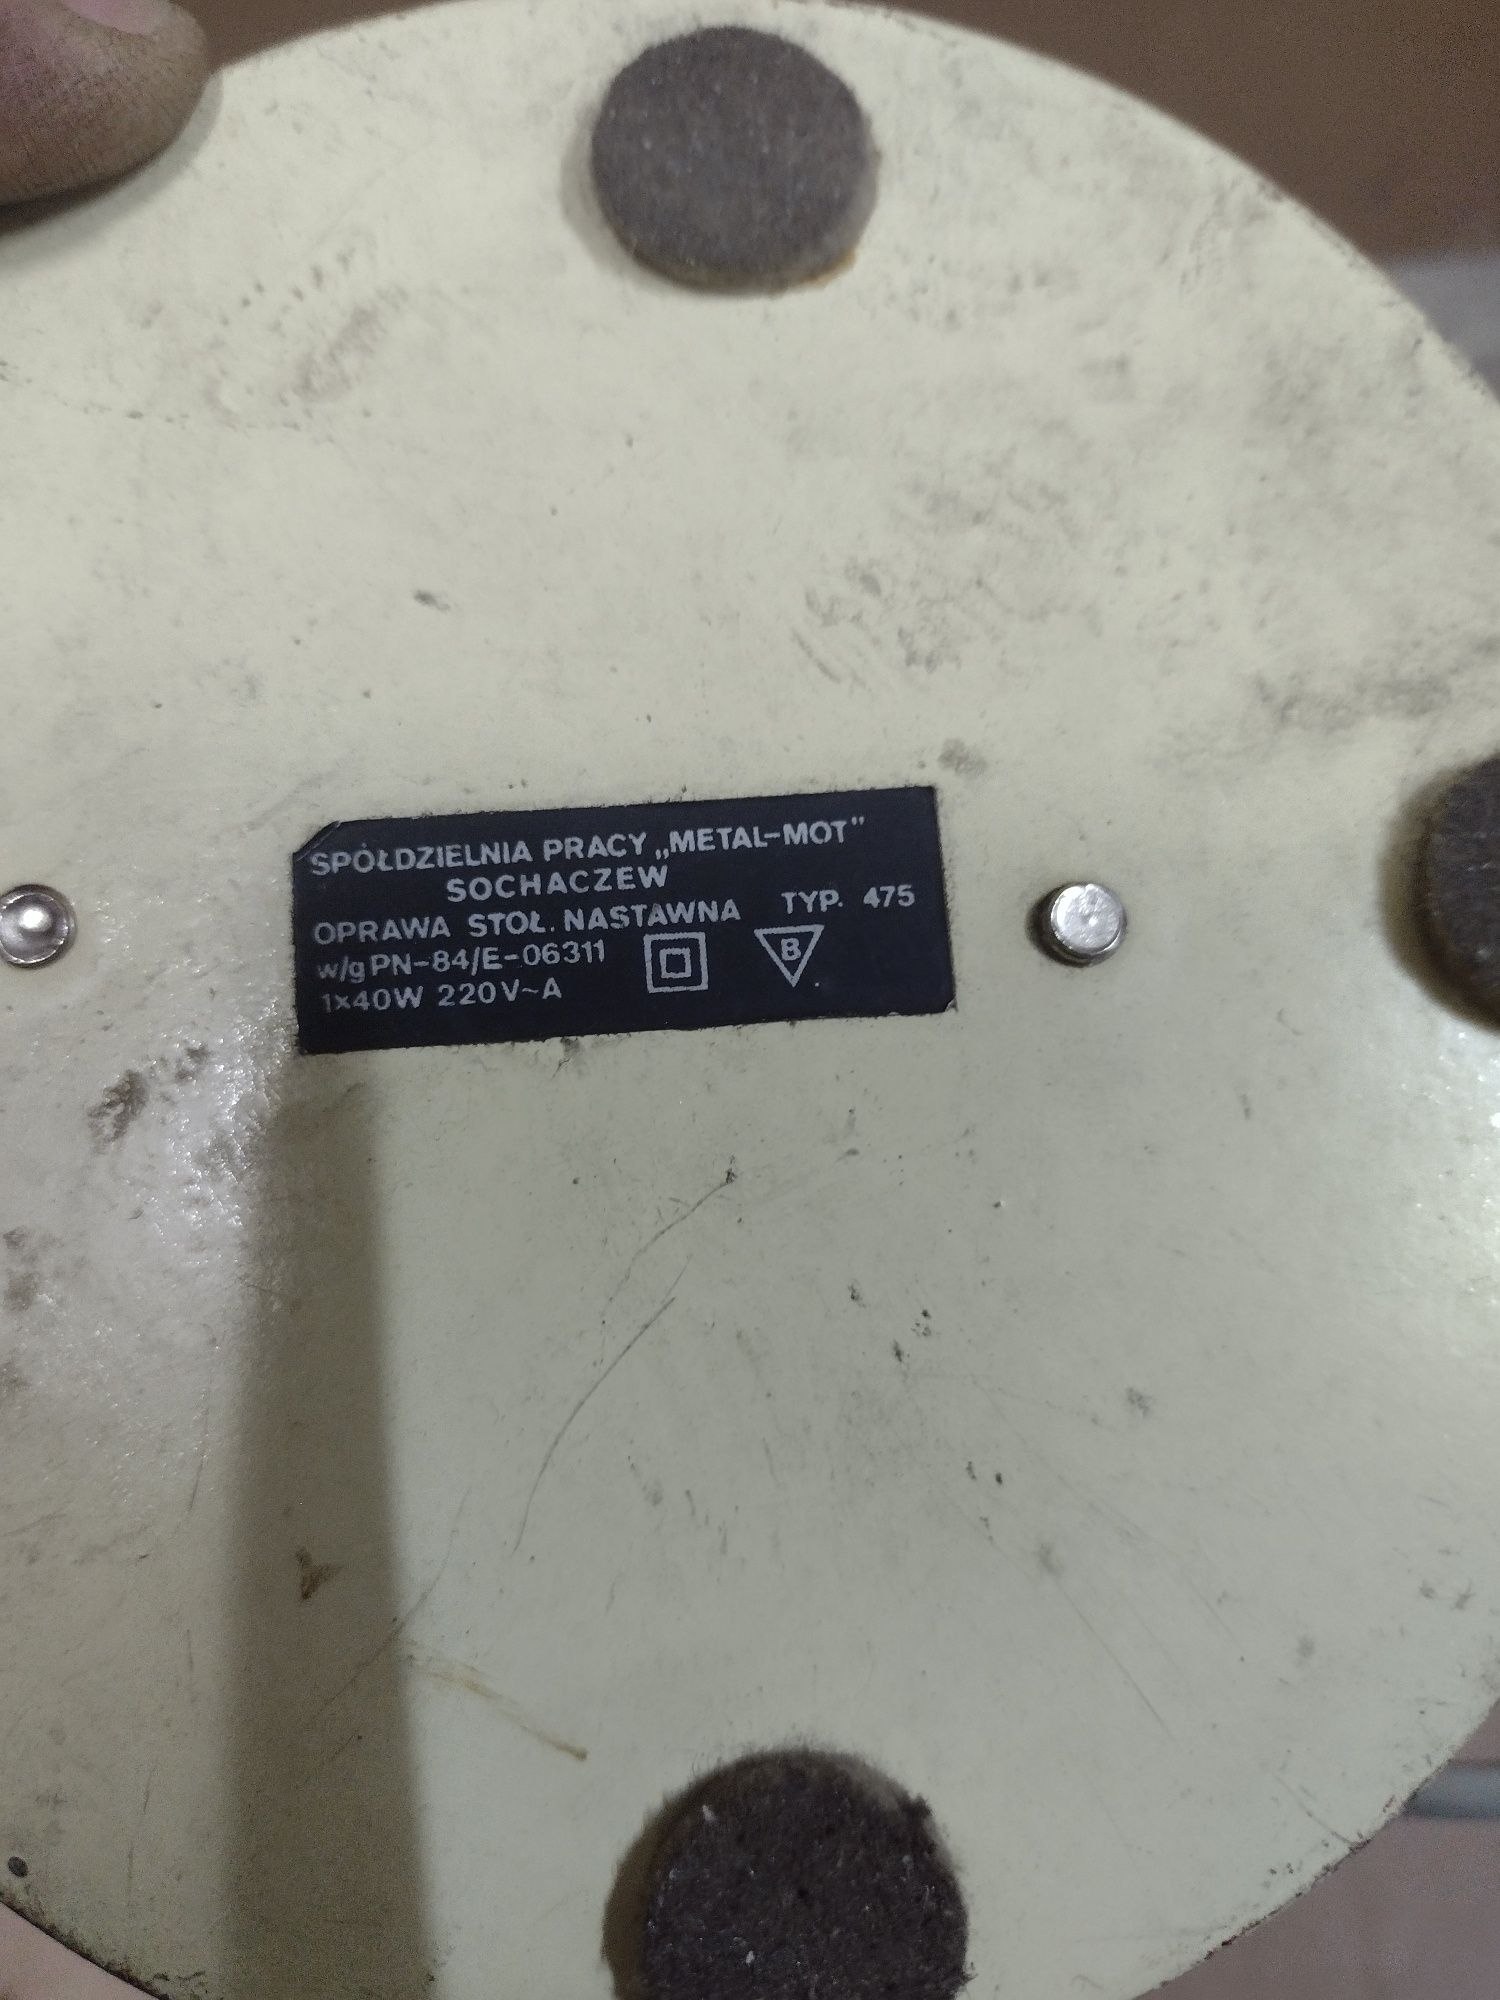 SPÓŁDZIELNIA PRACY „METAL-MOT”
SOCHACZEW
OPRAWA STOŁ. NASTAWNA TYP. 475
w/g PN-84/E-06311
B
1x40W 220V~A